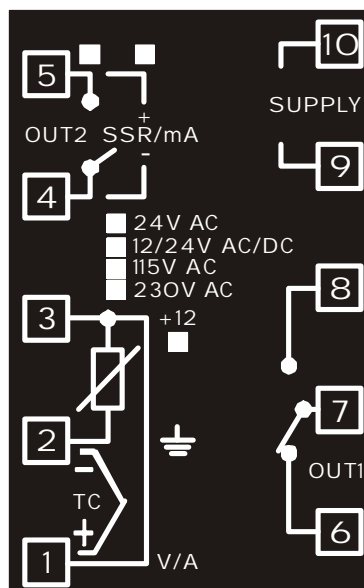 10
5
+
OUT2 SSR/mA
SUPPLY
-
4
9
24V AC
12/24V AC/DC
115V AC
230V AC
8
3
+12
7
2
-
OUT1
TC
+
6
1
V/A